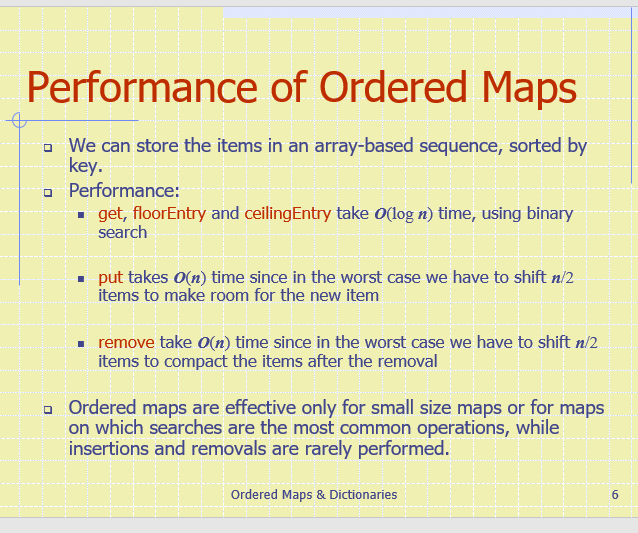 Performance of Ordered Maps
We can store the items in an array-based sequence, sorted by
key.
Performance:
get, floorEntry and ceilingEntry take O(log n) time, using binary
search
put takes O(n) time since in the worst case we have to shift n/2
items to make room for the new item
remove take O(n) time since in the worst case we have to shift n/2
items to compact the items after the removal
Ordered maps are effective only for small size maps or for maps
on which searches are the most common operations, while
insertions and removals are rarely performed.
Ordered Maps & Dictionaries
6